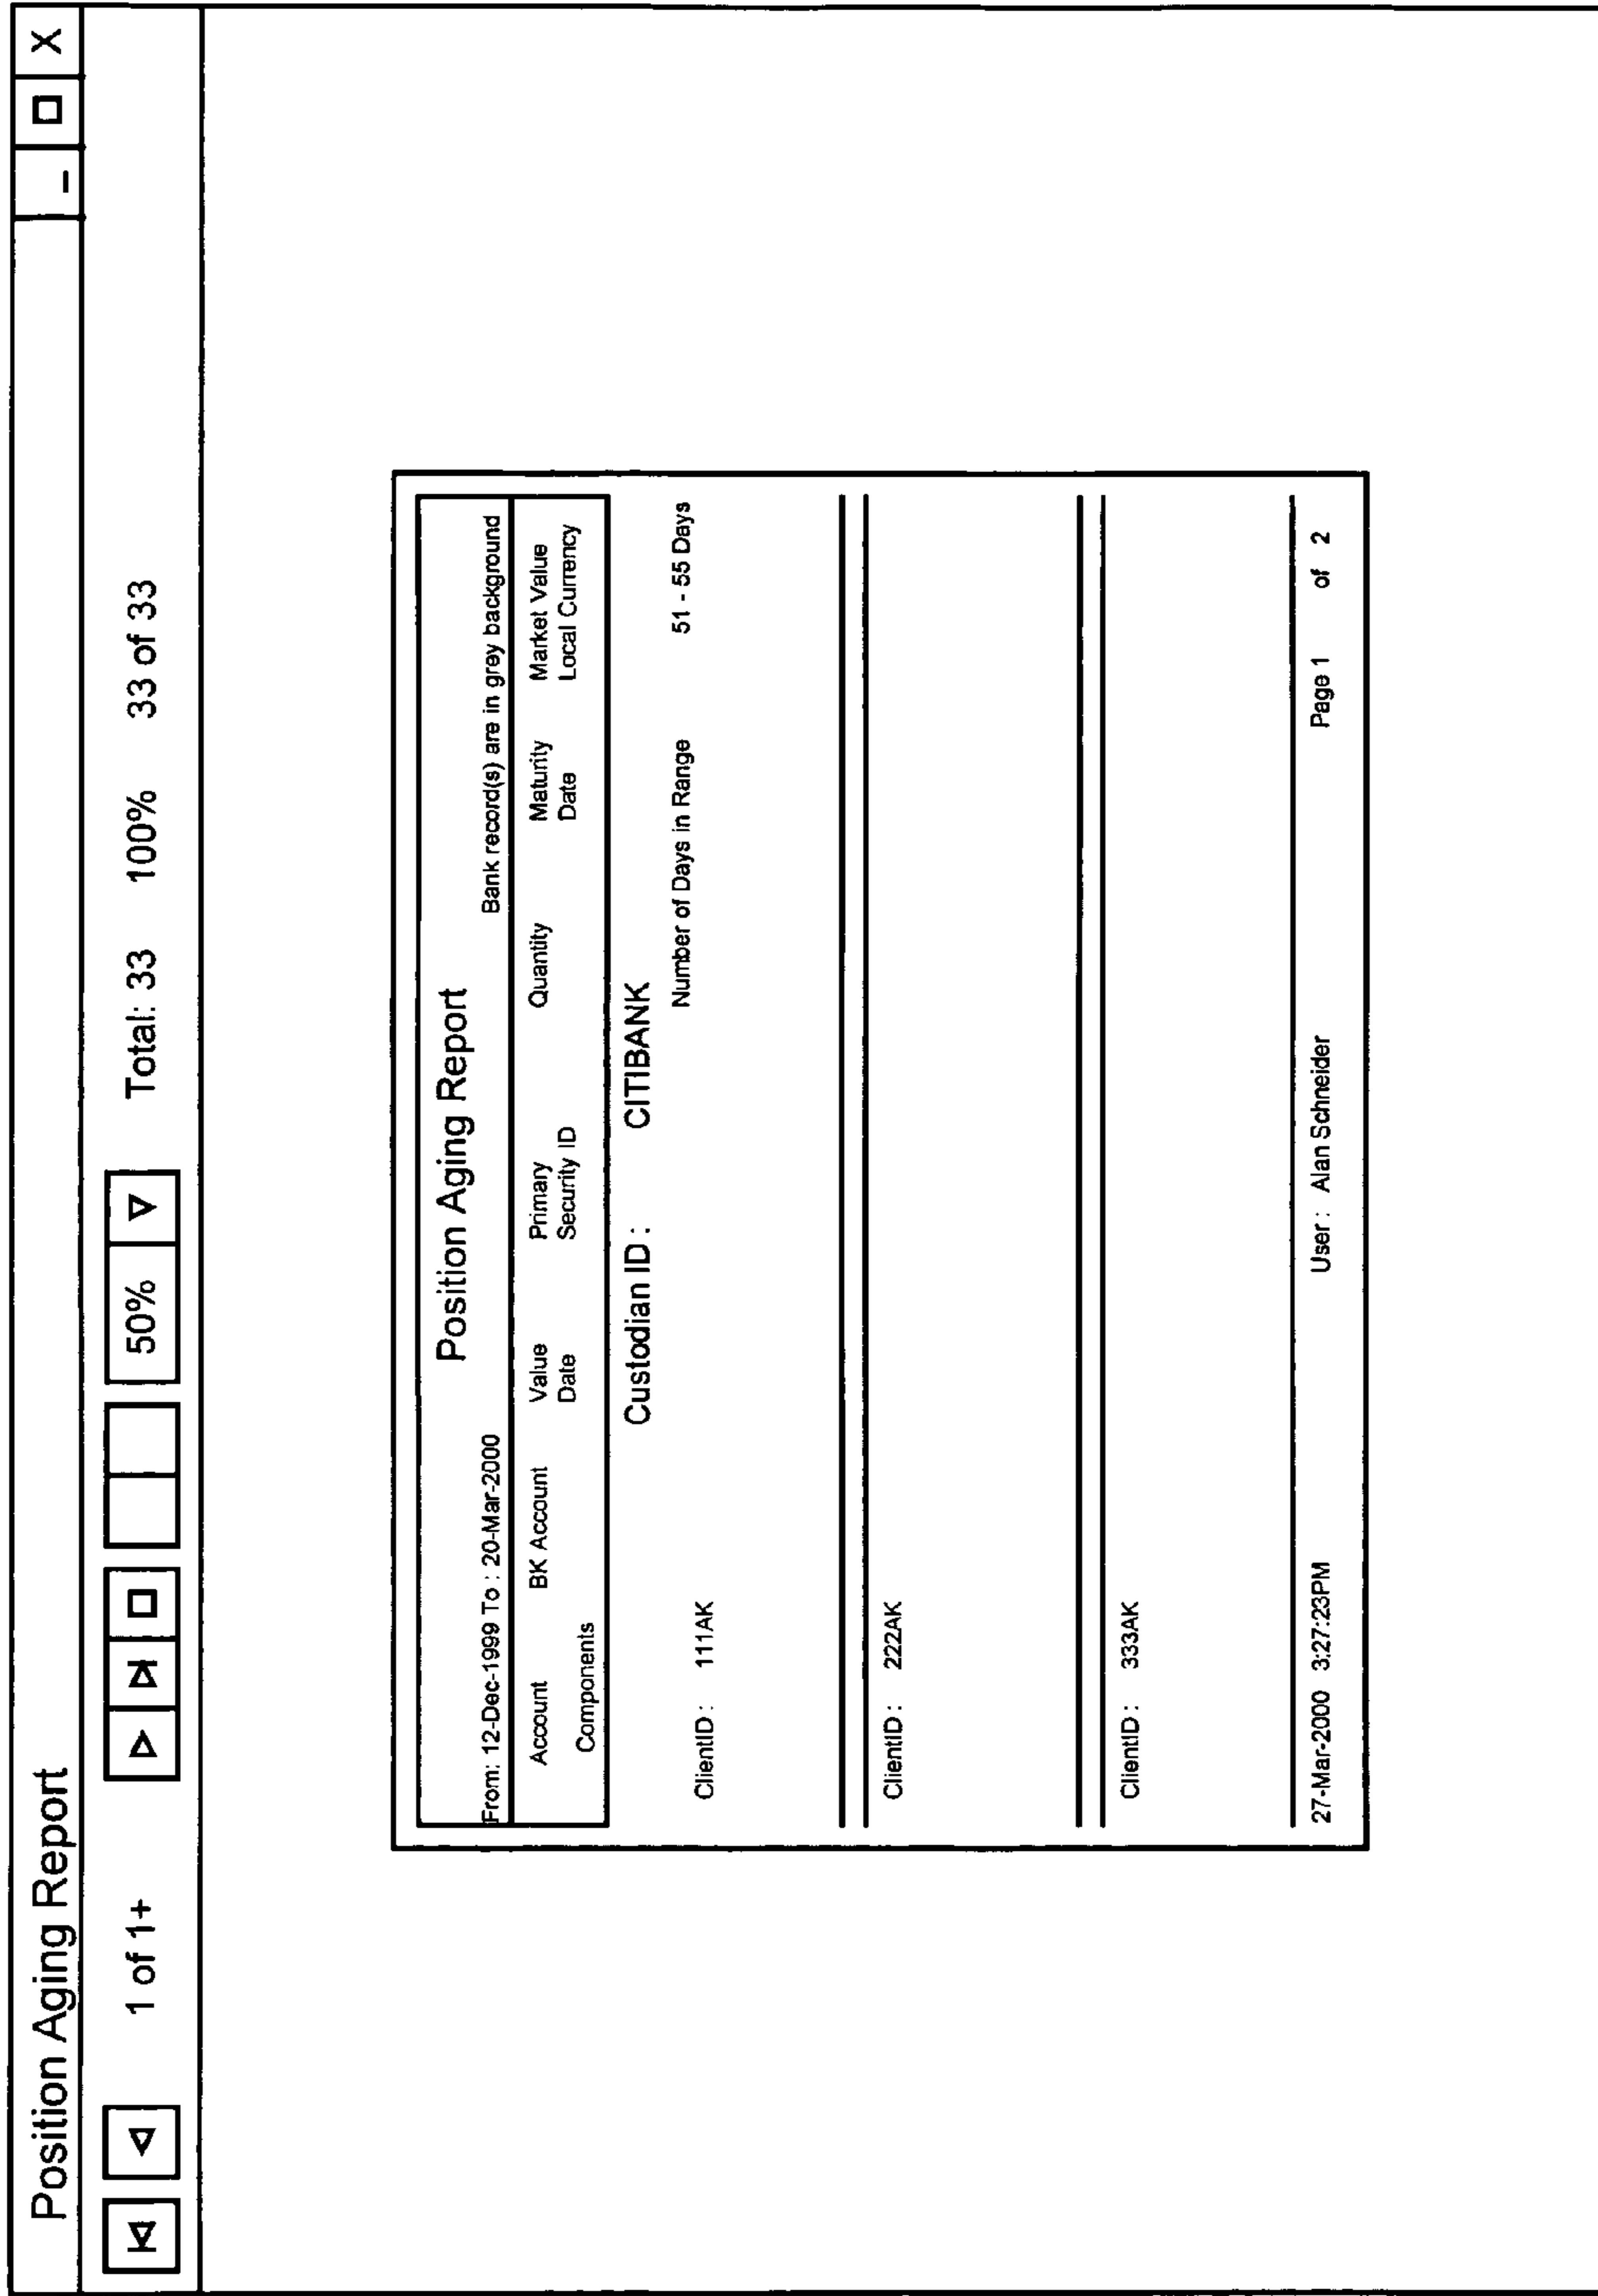 Position Aging Report
_ X
1 of 1+ 50% Total: 33 100% 33 of 33
Position Aging Report
From: 12-Dec-1999 To : 20-Mar-2000 Bank record(s) are in grey background
Account BK Account Value Primary Quantity Maturity Market Value
Components Date Security ID Date Local Currency
Custodian ID : CITIBANK
Number of Days in Range 51 - 55 Days
ClientID : 111AK
ClientID : 222AK
ClientID : 333AK
27-Mar-2000 3:27:23PM User : Alan Schneider Page 1 of 2